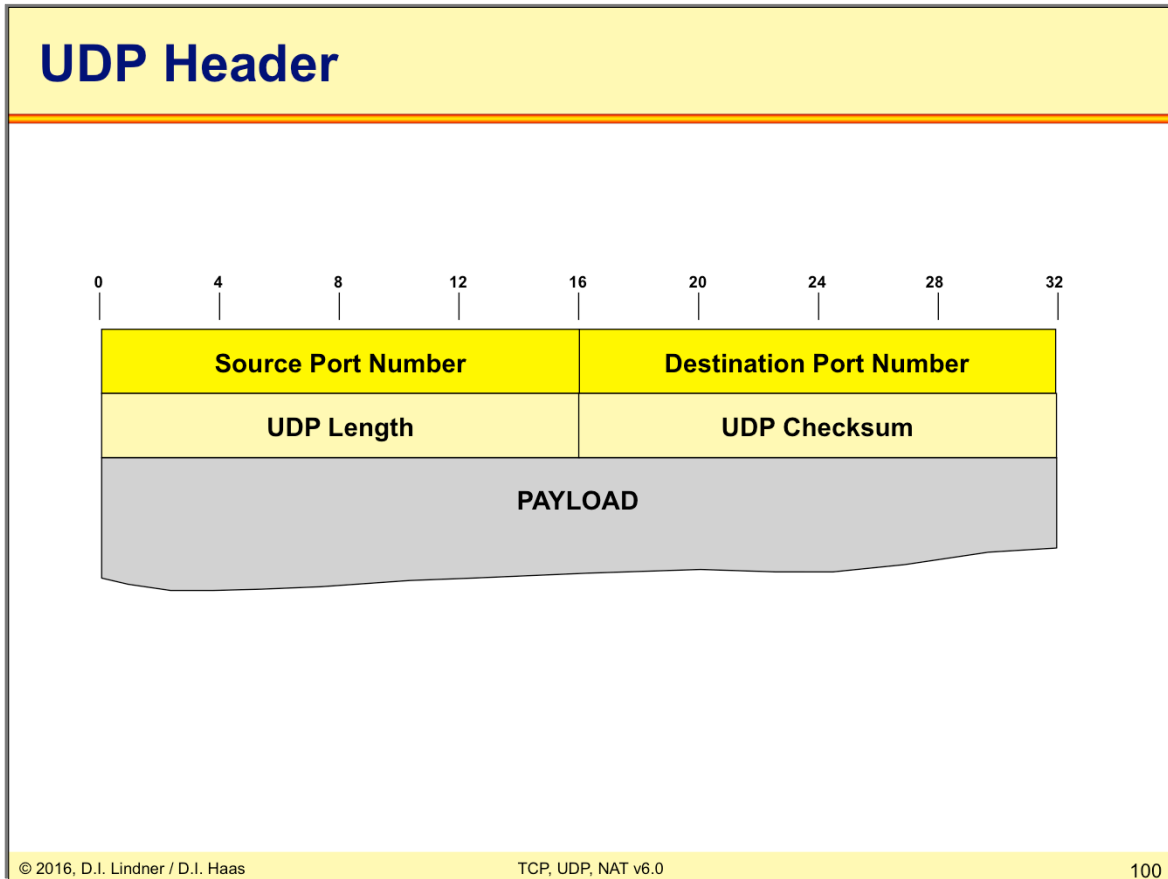 UDP Header
0 4 8 12 16 20 24 28 32
Source Port Number Destination Port Number
UDP Length UDP Checksum
PAYLOAD
© 2016, D.I. Lindner / D.I. Haas TCP, UDP, NAT v6.0 100